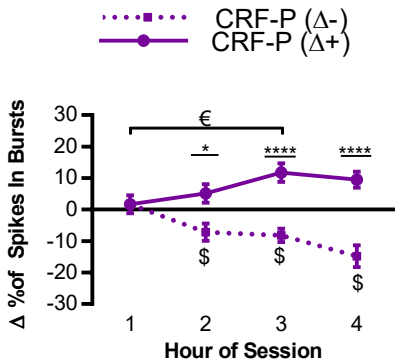 CRF-P (Δ-)
CRF-P (Δ+)
Δ %of Spikes In Bursts
30
20
10
0
-10
-20
-30
€
*
****
****
$
$
$
1 2 3 4
Hour of Session